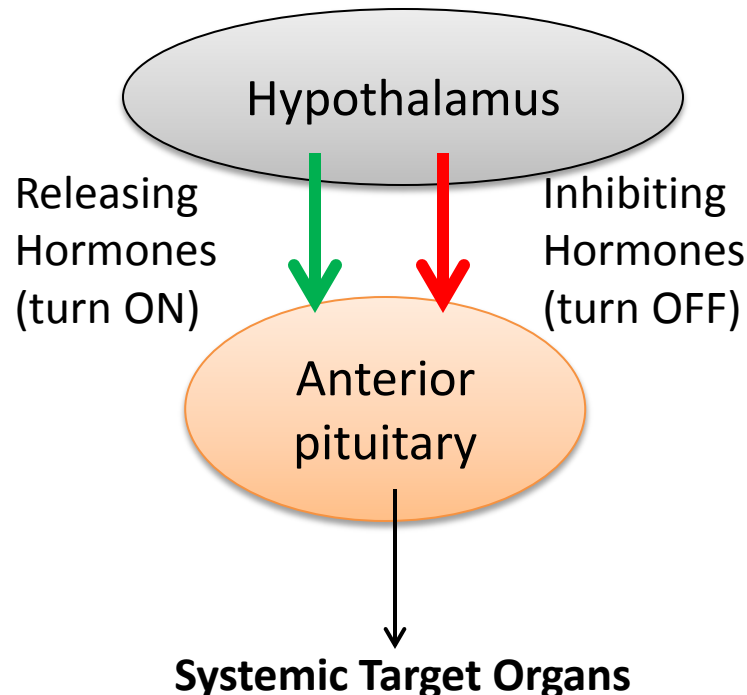 Hypothalamus
Releasing
Hormones
(turn ON)
Inhibiting
Hormones
(turn OFF)
Anterior
pituitary
Systemic Target Organs